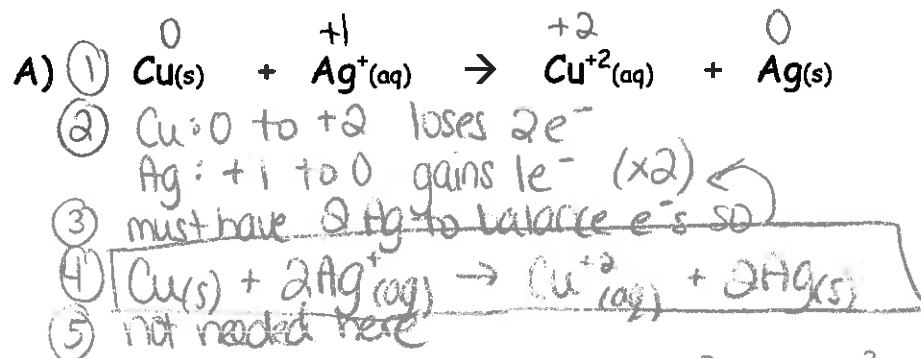 0 +1 +2 0
A) ① Cu(s) + Ag⁺(aq) → Cu⁺²(aq) + Ag(s)
② Cu: 0 to +2 loses 2e⁻
Ag: +1 to 0 gains 1e⁻ (x2)
③ must have 2 Ag to balance e⁻'s so
④ Cu(s) + 2Ag⁺(aq) → Cu⁺²(aq) + 2Ag(s)
⑤ not needed here